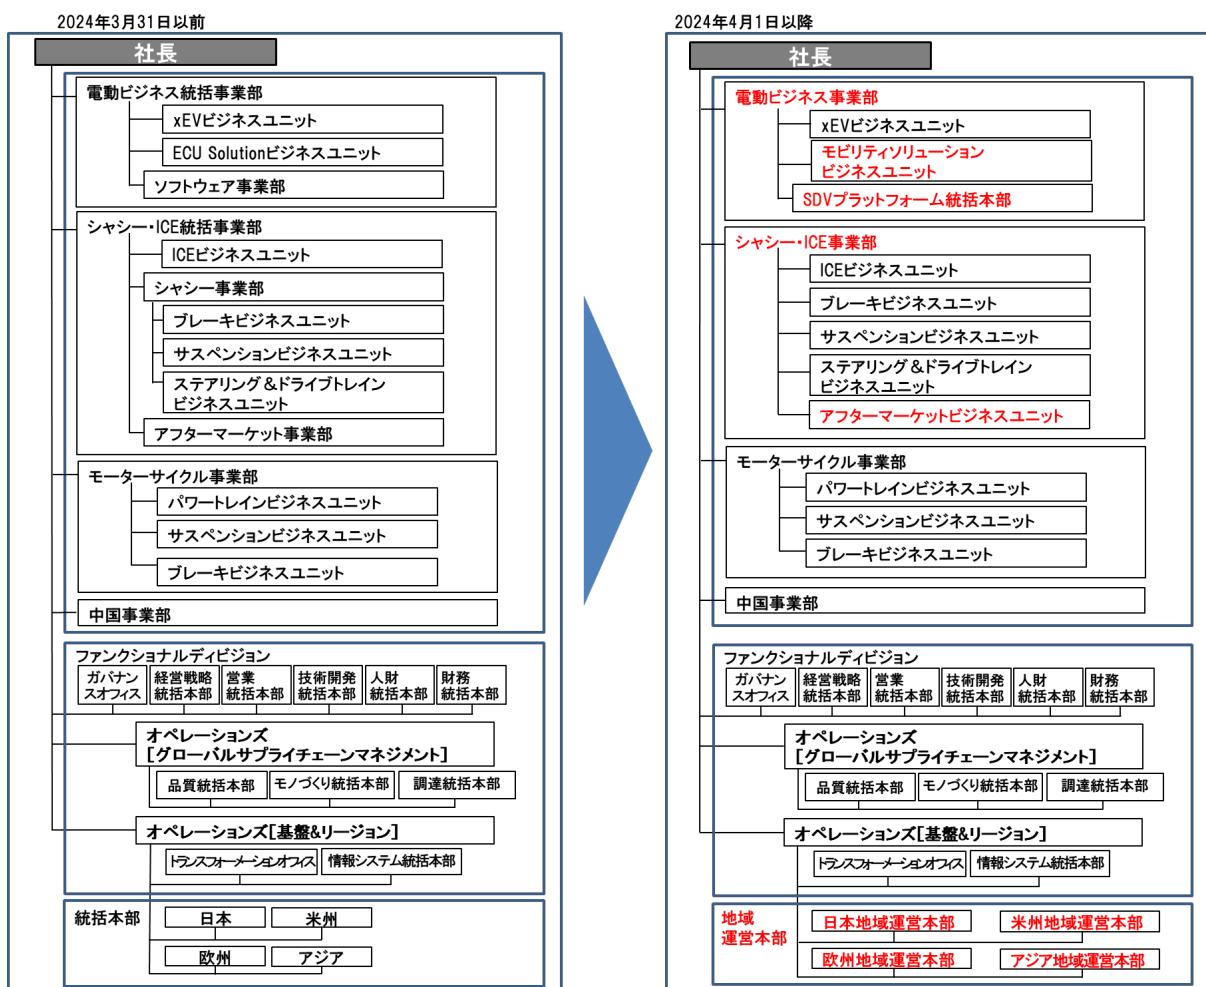 2024年3月31日以前
社長
電動ビジネス統括事業部
xEVビジネスユニット
ECU Solutionビジネスユニット
ソフトウェア事業部
シャシー・ICE統括事業部
ICEビジネスユニット
シャシー事業部
ブレーキビジネスユニット
サスペンションビジネスユニット
ステアリング＆ドライブトレイン
ビジネスユニット
アフターマーケット事業部
モーターサイクル事業部
パワートレインビジネスユニット
サスペンションビジネスユニット
ブレーキビジネスユニット
中国事業部
ファンクショナルディビジョン
ガバナン
スオフィス
経営戦略
統括本部
営業
統括本部
技術開発
統括本部
人財
統括本部
財務
統括本部
オペレーションズ
[グローバルサプライチェーンマネジメント]
品質統括本部
モノづくり統括本部
調達統括本部
オペレーションズ[基盤&リージョン]
トランスフォーメーションオフィス
情報システム統括本部
統括本部
日本
米州
欧州
アジア
2024年4月1日以降
社長
電動ビジネス事業部
xEVビジネスユニット
モビリティソリューション
ビジネスユニット
SDVプラットフォーム統括本部
シャシー・ICE事業部
ICEビジネスユニット
ブレーキビジネスユニット
サスペンションビジネスユニット
ステアリング＆ドライブトレイン
ビジネスユニット
アフターマーケットビジネスユニット
モーターサイクル事業部
パワートレインビジネスユニット
サスペンションビジネスユニット
ブレーキビジネスユニット
中国事業部
ファンクショナルディビジョン
ガバナン
スオフィス
経営戦略
統括本部
営業
統括本部
技術開発
統括本部
人財
統括本部
財務
統括本部
オペレーションズ
[グローバルサプライチェーンマネジメント]
品質統括本部
モノづくり統括本部
調達統括本部
オペレーションズ[基盤&リージョン]
トランスフォーメーションオフィス
情報システム統括本部
地域
運営本部
日本地域運営本部
米州地域運営本部
欧州地域運営本部
アジア地域運営本部